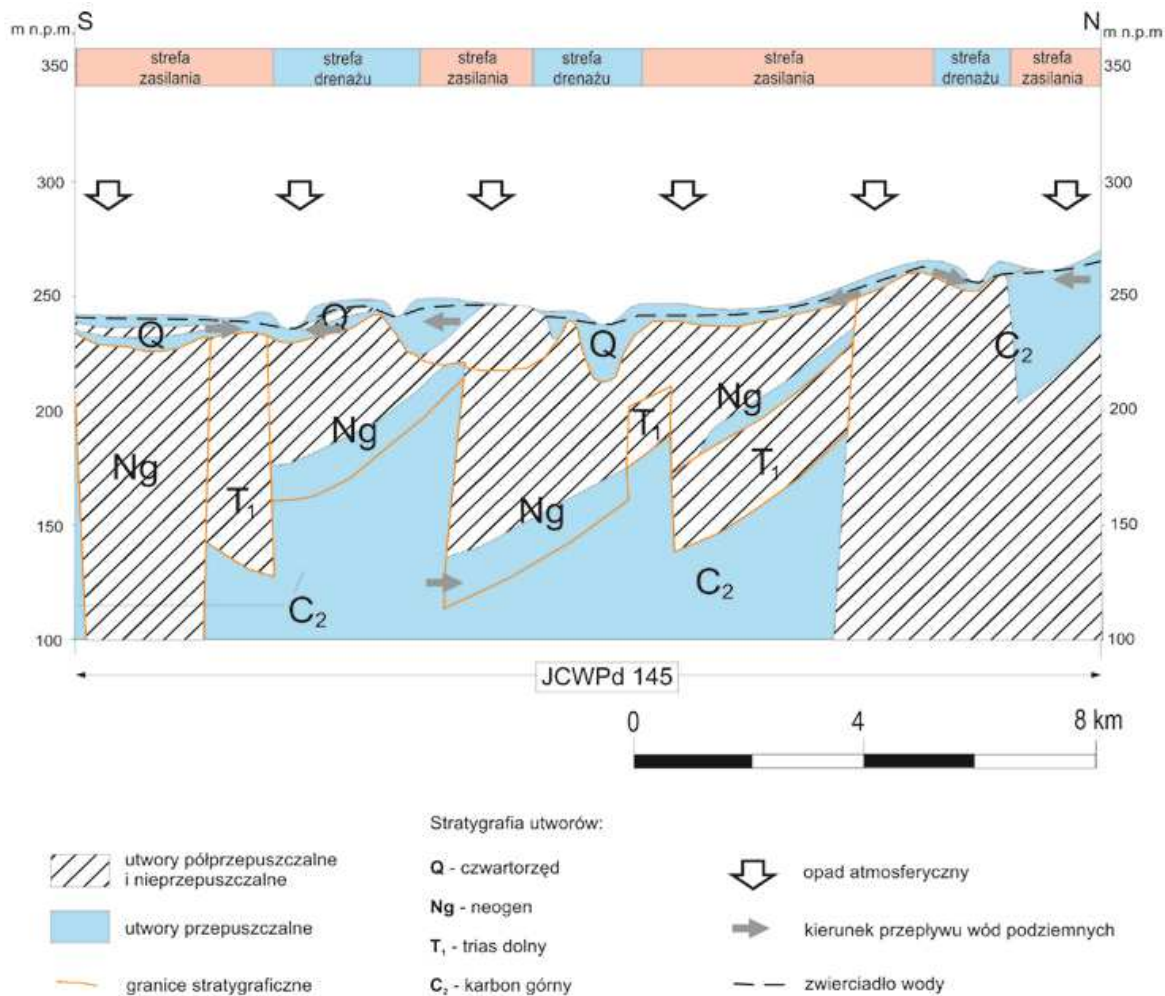 S
N
m n.p.m.
m n.p.m
350
strefa zasilania
strefa drenażu
strefa zasilania
strefa drenażu
strefa zasilania
strefa drenażu
strefa zasilania
350
300
300
250
250
Q
Q
Q
C₂
200
200
Ng
Ng
T₁
Ng
Ng
T₁
T₁
150
150
Ng
C₂
C₂
100
100
JCWPd 145
0
4
8 km
Stratygrafia utworów:
utwory półprzepuszczalne
i nieprzepuszczalne
utwory przepuszczalne
granice stratygraficzne
Q - czwartorzęd
Ng - neogen
T₁ - trias dolny
C₂ - karbon górny
opad atmosferyczny
kierunek przepływu wód podziemnych
zwierciadło wody